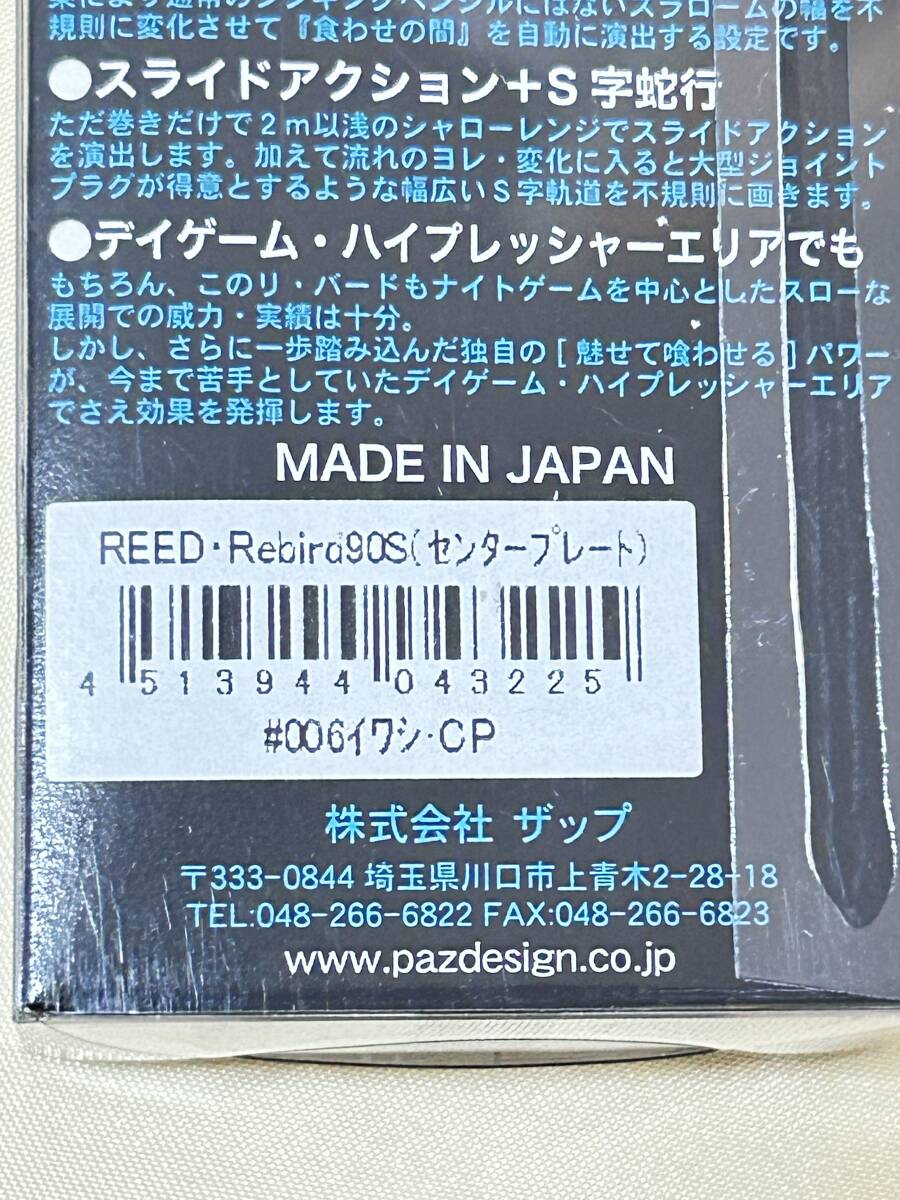 規則に変化させて『食わせの間』を自動に演出する設定です。
●スライドアクション+S字蛇行
ただ巻きだけで2m以浅のシャローレンジでスライドアクション
を演出します。加えて流れのヨレ・変化に入ると大型ジョイント
プラグが得意とするような幅広いS字軌道を不規則に画きます。
●デイゲーム・ハイプレッシャーエリアでも
もちろん、このリ・バードもナイトゲームを中心としたスローな
展開での威力・実績は十分。
しかし、さらに一歩踏み込んだ独自の[魅せて喰わせる]パワー
が、今まで苦手としていたデイゲーム・ハイプレッシャーエリア
でさえ効果を発揮します。
MADE IN JAPAN
REED・Rebird90S(センタープレート)
4 513944 043225
#006イワシ・CP
株式会社 ザップ
〒333-0844 埼玉県川口市上青木2-28-18
TEL:048-266-6822 FAX:048-266-6823
www.pazdesign.co.jp